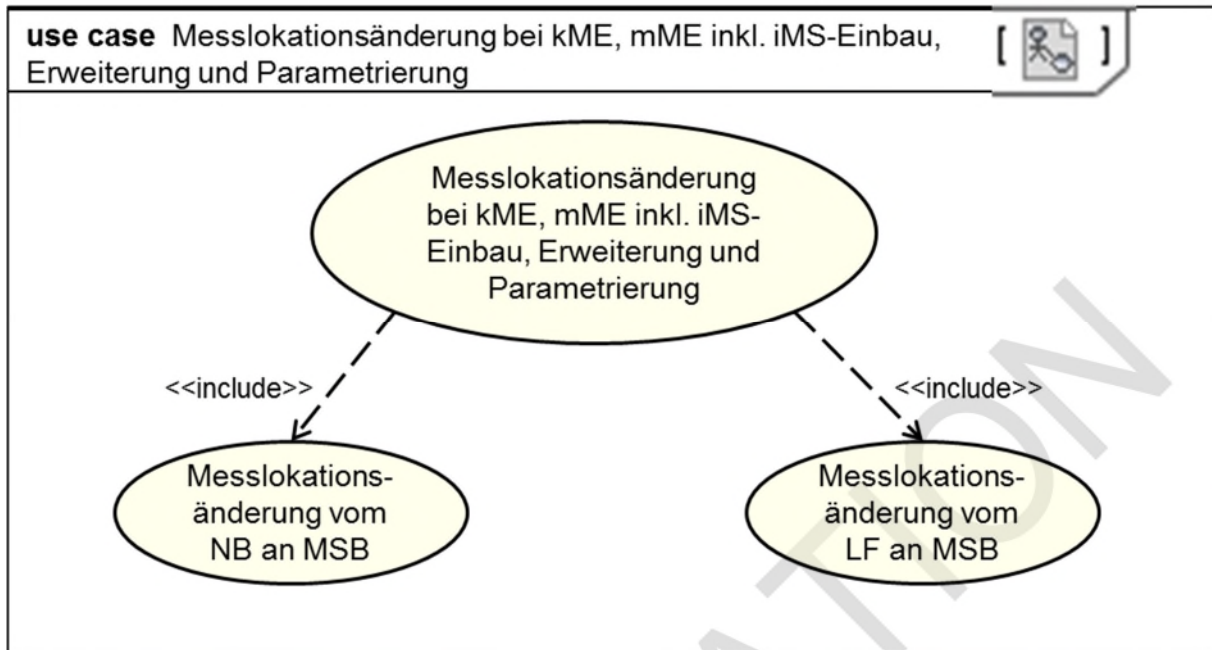 use case Messlokationsänderung bei kME, mME inkl. iMS-Einbau,
Erweiterung und Parametrierung
[ ]
Messlokationsänderung
bei kME, mME inkl. iMS-
Einbau, Erweiterung und
Parametrierung
<<include>>
<<include>>
Messlokations-
änderung vom
NB an MSB
Messlokations-
änderung vom
LF an MSB
ATION